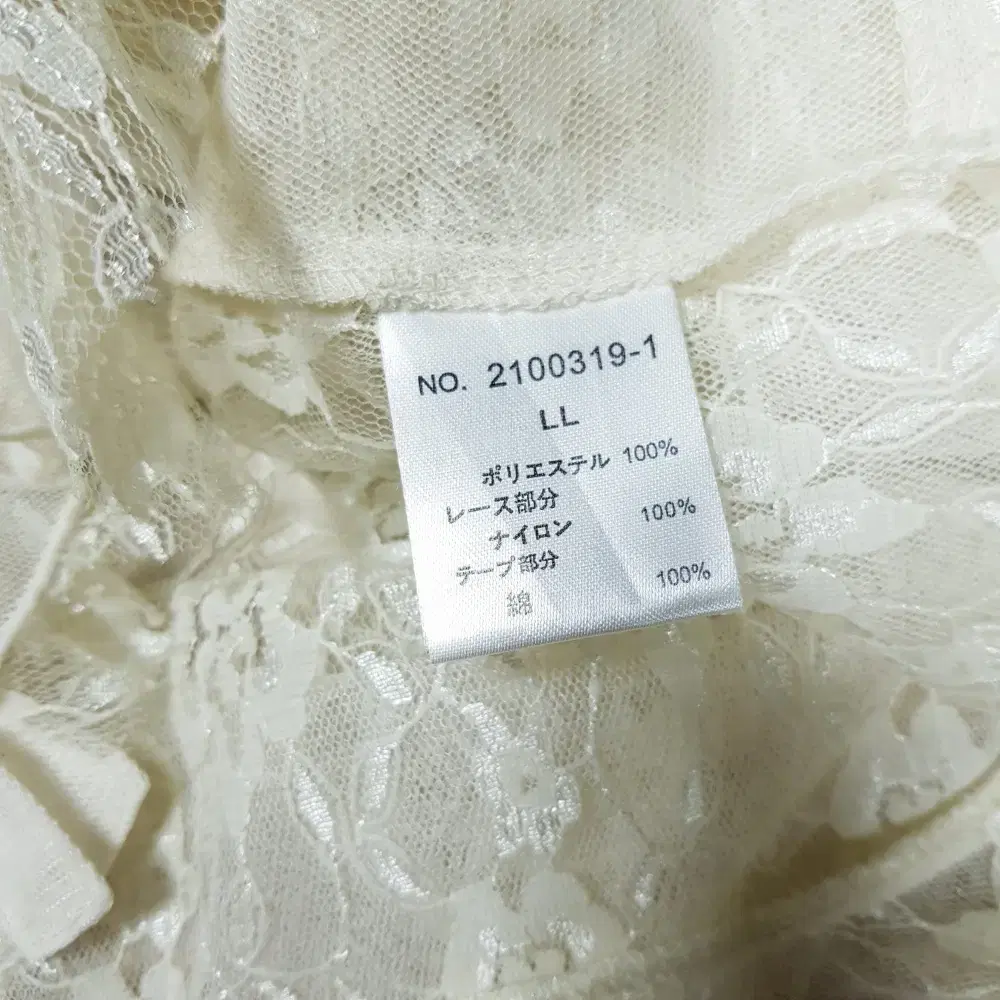 NO. 2100319-1
LL
ポリエステル 100%
レース部分
ナイロン 100%
テープ部分
綿 100%